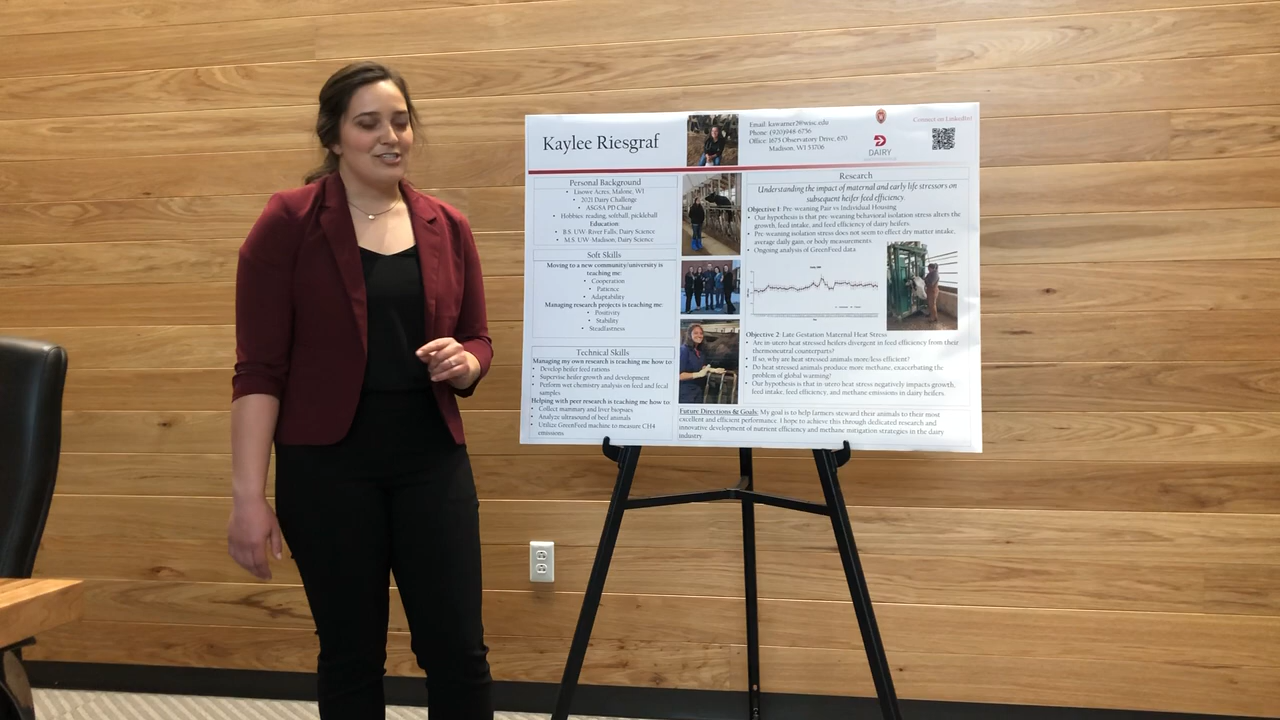 Kaylee Riesgraf
Email: kswarner2@wisc.edu
Phone: (920)948 6756
Office: 1675 Observatory Drive, 670
Madison, WI 53706
DAIRY
Connect on LinkedIn!
Personal Background
• Lisowe Acres, Malone, WI
• 2021 Dairy Challenge
• ASGSA PD Chair
• Hobbies: reading, softball, pickleball
Education:
• B.S. UW-River Falls, Dairy Science
• M.S. UW-Madison, Dairy Science
Soft Skills
Moving to a new community/university is
teaching me:
• Cooperation
• Patience
• Adaptability
Managing research projects is teaching me:
• Positivity
• Stability
• Steadfastness
Technical Skills
Managing my own research is teaching me how to:
• Develop heifer feed rations
• Supervise heifer growth and development
• Perform wet chemistry analysis on feed and fecal
samples
Helping with peer research is teaching me how to:
• Collect mammary and liver biopsies
• Analyze ultrasound of beef animals
• Utilize GreenFeed machine to measure CH4
emissions
Research
Understanding the impact of maternal and early life stressors on
subsequent heifer feed efficiency.
Objective 1: Pre-weaning Pair vs Individual Housing
• Our hypothesis is that pre-weaning behavioral isolation stress alters the
growth, feed intake, and feed efficiency of dairy heifers.
• Pre-weaning isolation stress does not seem to effect dry matter intake,
average daily gain, or body measurements
• Ongoing analysis of GreenFeed data
Objective 2: Late Gestation Maternal Heat Stress
• Are in-utero heat stressed heifers divergent in feed efficiency from their
thermoneutral counterparts?
• If so, why are heat stressed animals more/less efficient?
• Do heat stressed animals produce more methane, exacerbating the
problem of global warming?
• Our hypothesis is that in-utero heat stress negatively impacts growth,
feed intake, feed efficiency, and methane emissions in dairy heifers.
Future Directions & Goals: My goal is to help farmers steward their animals to their most
excellent and efficient performance. I hope to achieve this through dedicated research and
innovative development of nutrient efficiency and methane mitigation strategies in the dairy
industry.